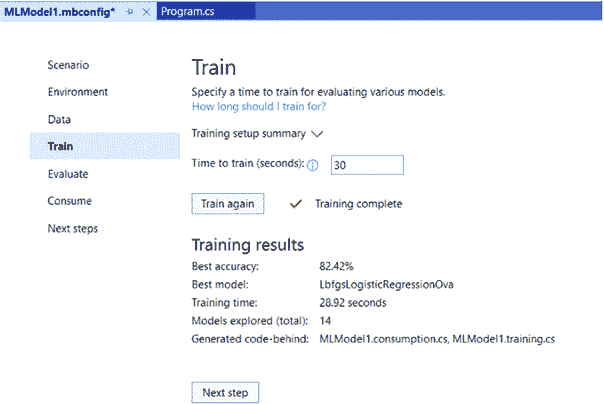 MLModel1.mbconfig* Program.cs
Scenario
Environment
Data
Train
Evaluate
Consume
Next steps
Train
Specify a time to train for evaluating various models.
How long should I train for?
Training setup summary
Time to train (seconds): 30
Train again Training complete
Training results
Best accuracy: 82.42%
Best model: LbfgsLogisticRegressionOva
Training time: 28.92 seconds
Models explored (total): 14
Generated code-behind: MLModel1.consumption.cs, MLModel1.training.cs
Next step